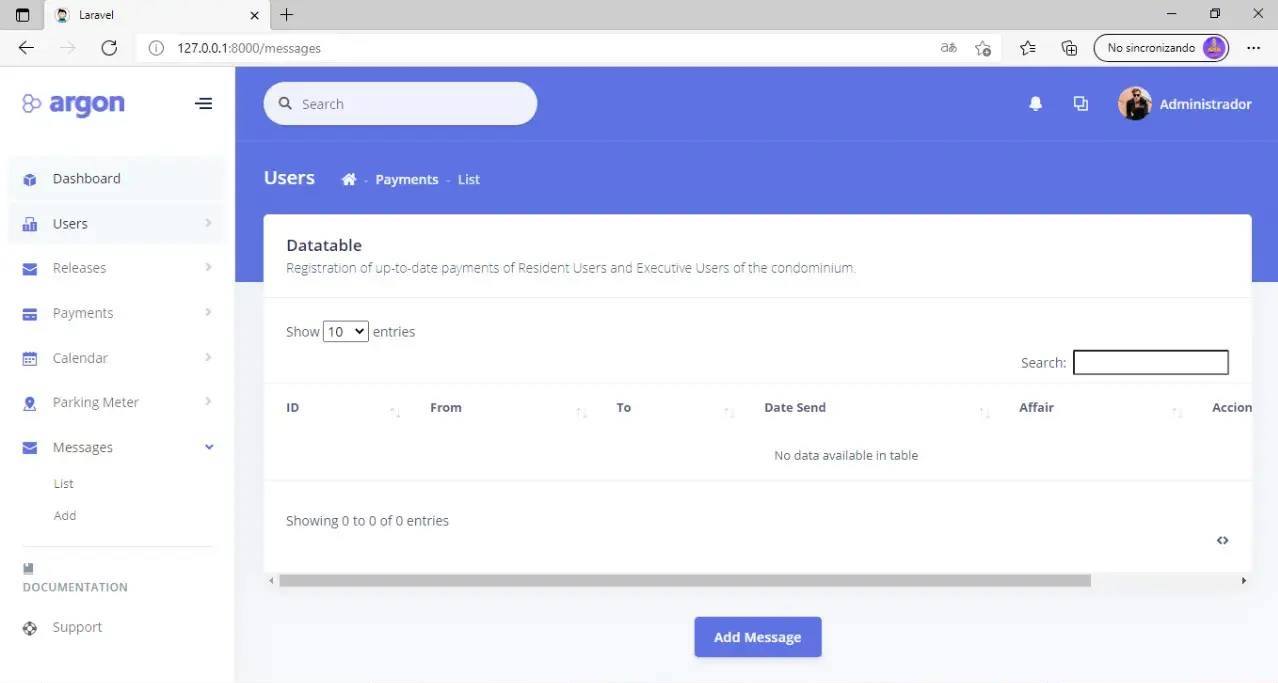 Laravel
127.0.0.1:8000/messages
aあ
No sincronizando
argon
Search
Administrador
Dashboard
Users
Releases
Payments
Calendar
Parking Meter
Messages
List
Add
DOCUMENTATION
Support
Users - Payments - List
Datatable
Registration of up-to-date payments of Resident Users and Executive Users of the condominium.
Show 10 entries
Search:
ID From To Date Send Affair Accion
No data available in table
Showing 0 to 0 of 0 entries
Add Message